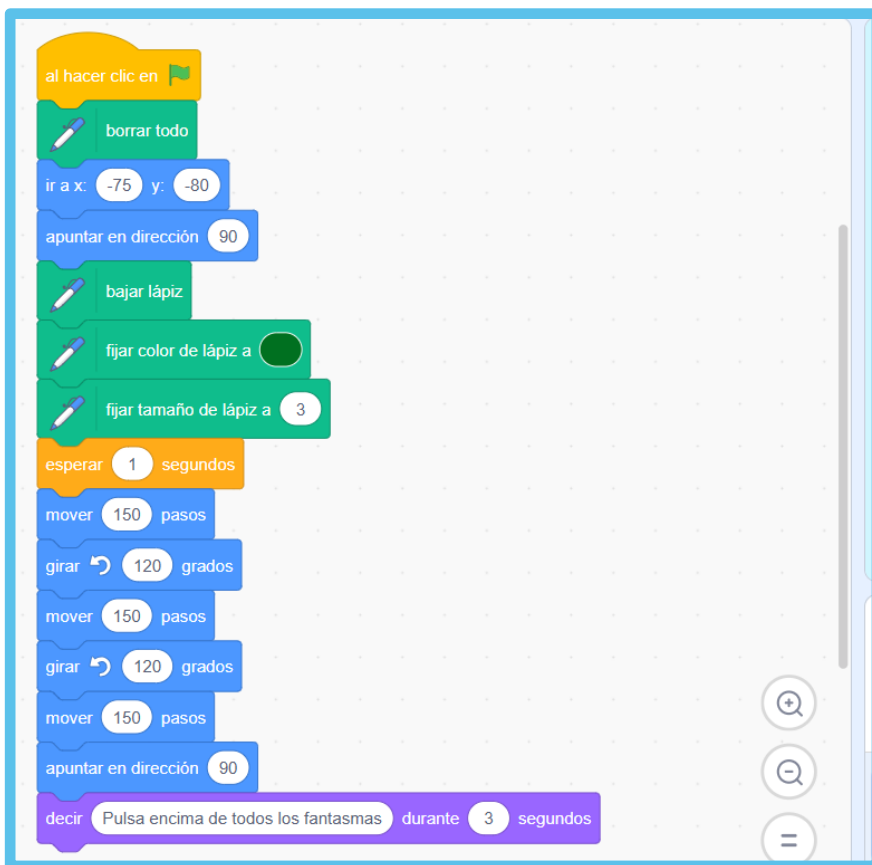 al hacer clic en
borrar todo
ir a x: -75 y: -80
apuntar en dirección 90
bajar lápiz
fijar color de lápiz a
fijar tamaño de lápiz a 3
esperar 1 segundos
mover 150 pasos
girar 120 grados
mover 150 pasos
girar 120 grados
mover 150 pasos
apuntar en dirección 90
decir Pulsa encima de todos los fantasmas durante 3 segundos